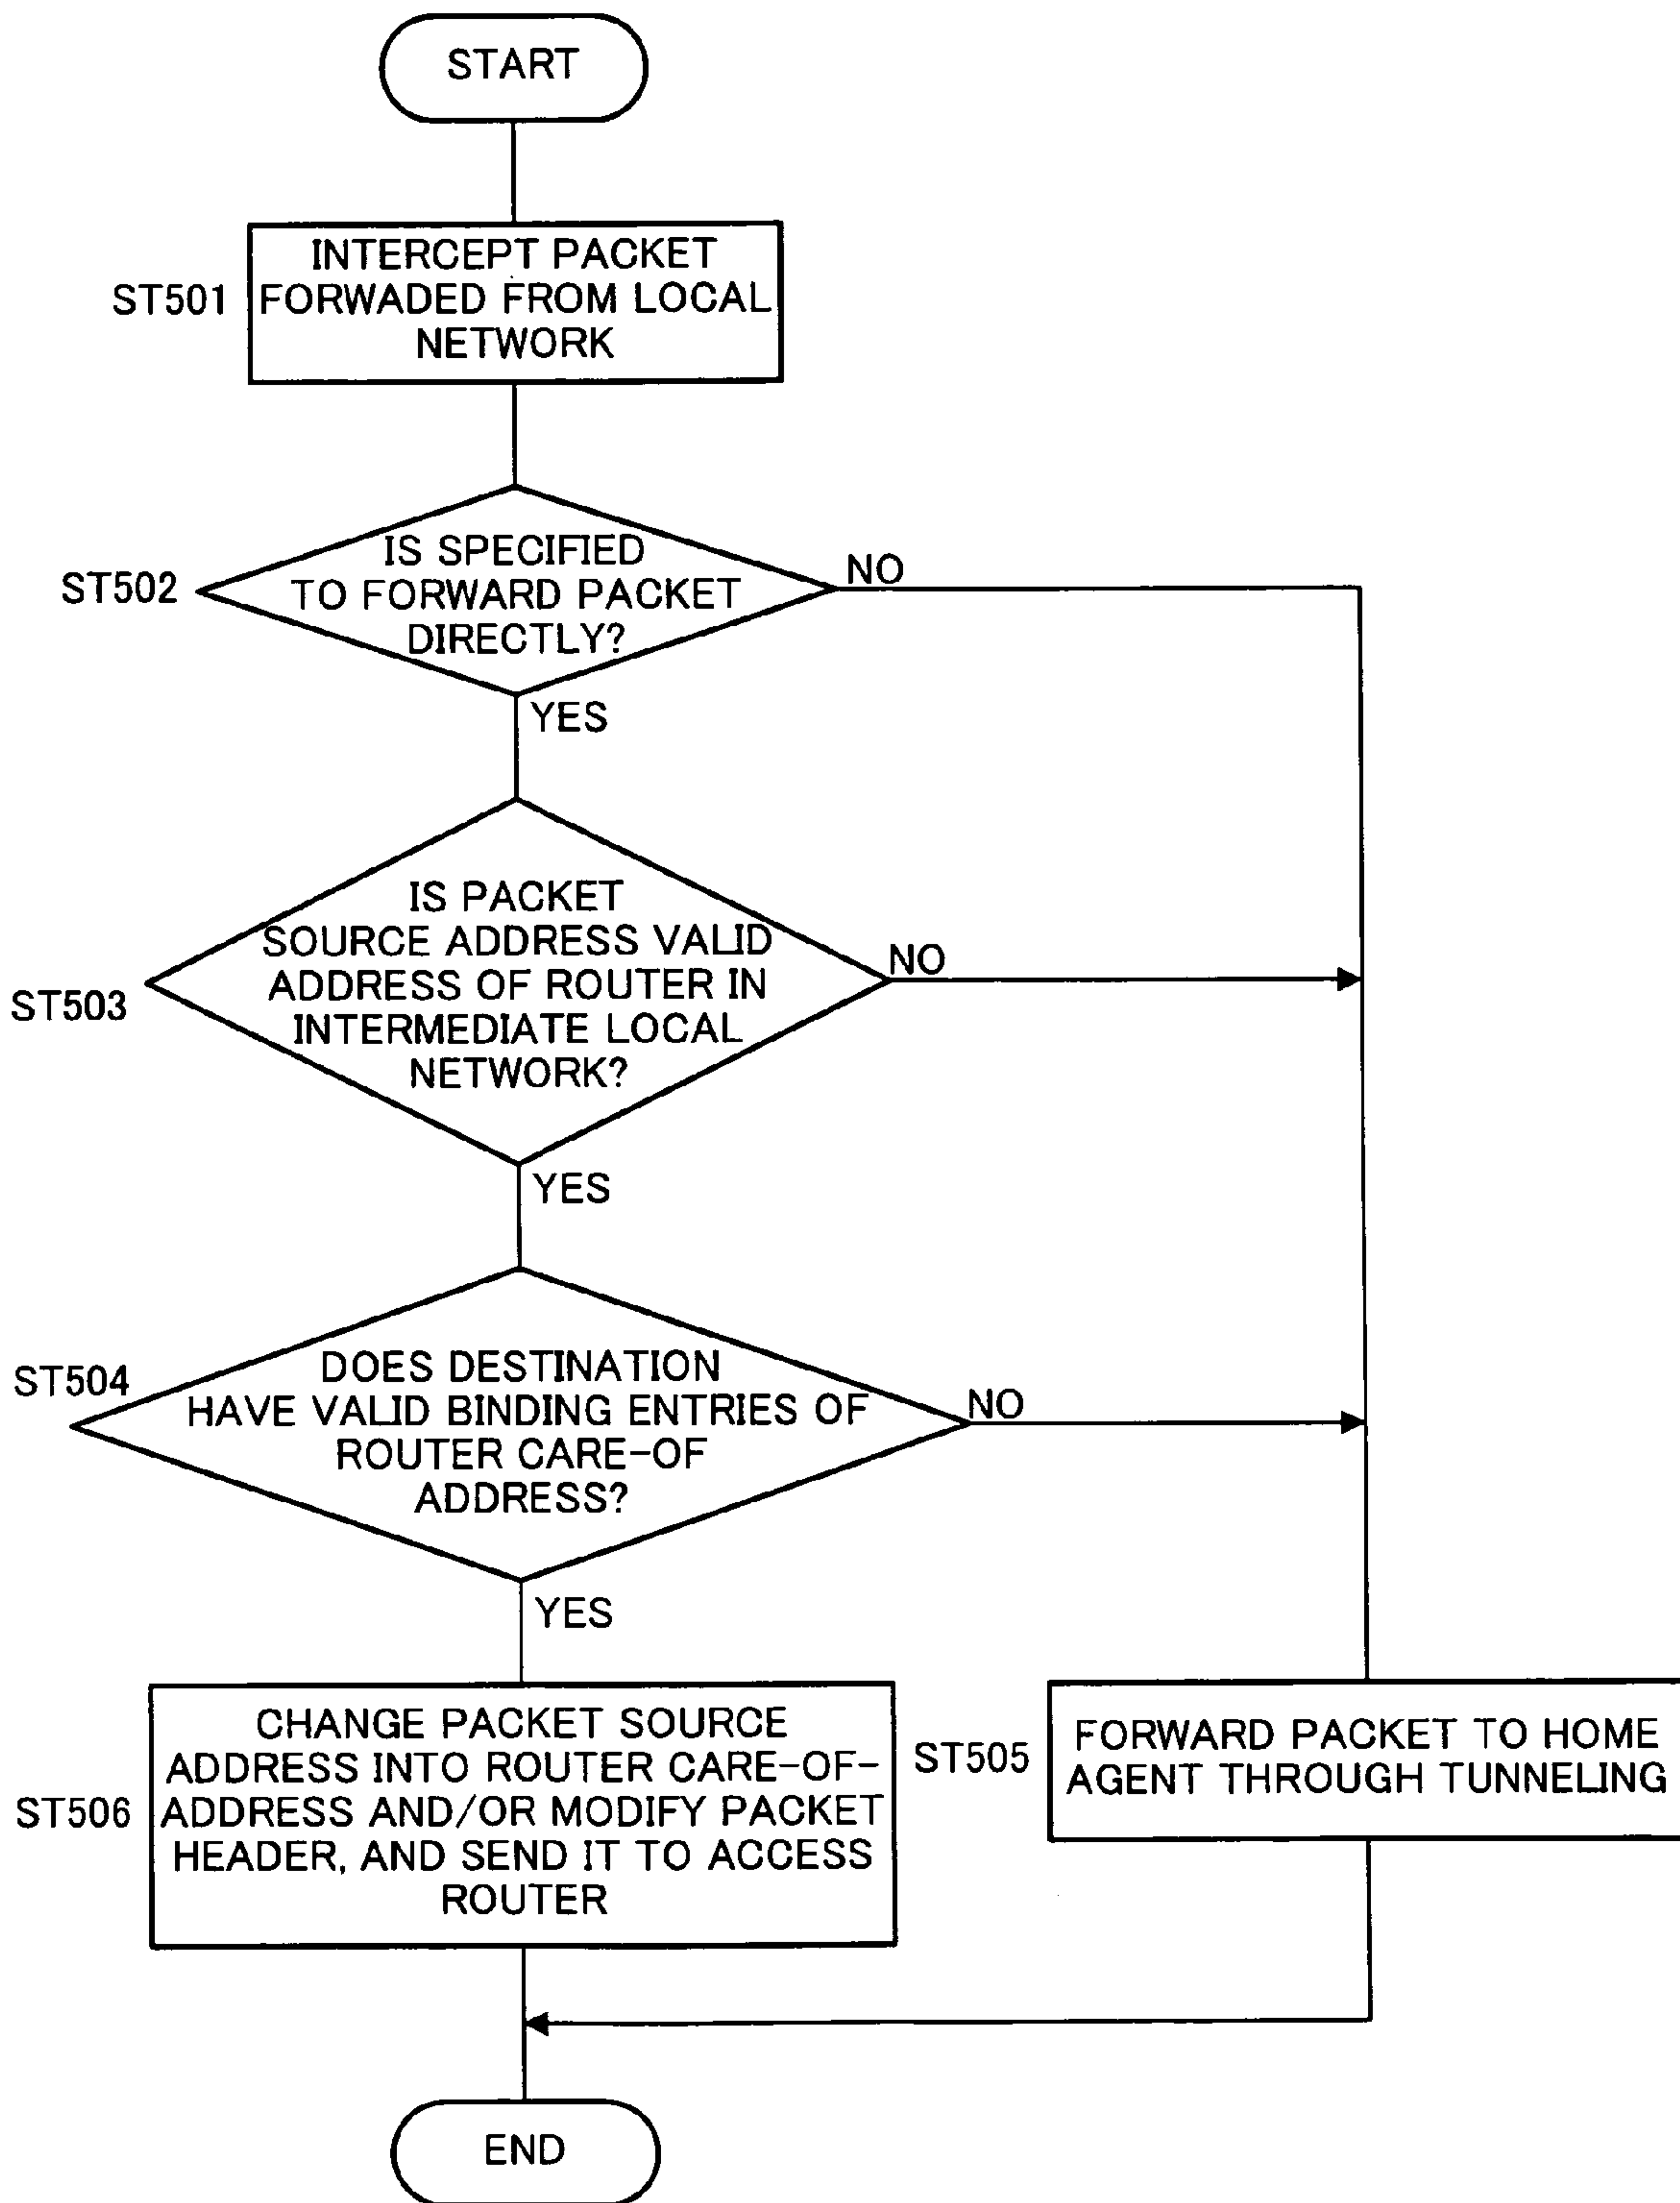 START
ST501
INTERCEPT PACKET
FORWADED FROM LOCAL
NETWORK
ST502
IS SPECIFIED
TO FORWARD PACKET
DIRECTLY?
NO
YES
ST503
IS PACKET
SOURCE ADDRESS VALID
ADDRESS OF ROUTER IN
INTERMEDIATE LOCAL
NETWORK?
NO
YES
ST504
DOES DESTINATION
HAVE VALID BINDING ENTRIES OF
ROUTER CARE-OF
ADDRESS?
NO
YES
ST506
CHANGE PACKET SOURCE
ADDRESS INTO ROUTER CARE-OF-
ADDRESS AND/OR MODIFY PACKET
HEADER, AND SEND IT TO ACCESS
ROUTER
ST505
FORWARD PACKET TO HOME
AGENT THROUGH TUNNELING
END